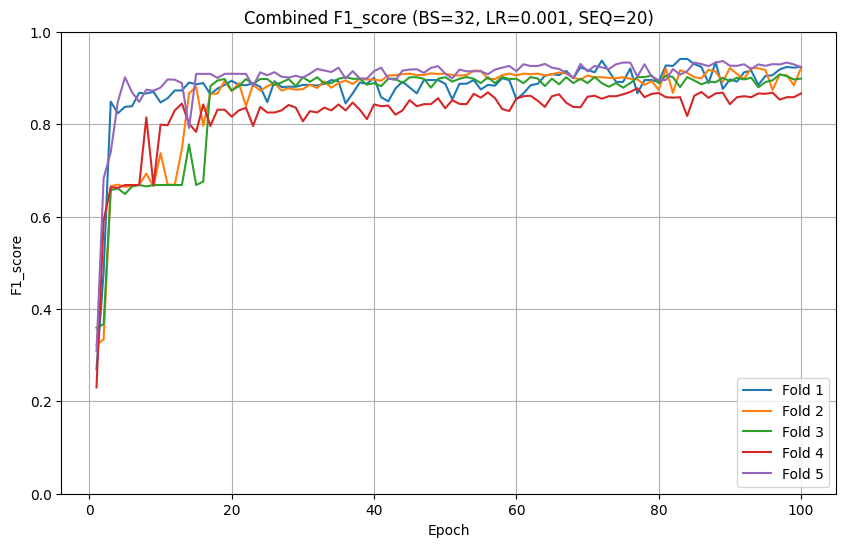 Combined F1_score (BS=32, LR=0.001, SEQ=20)
F1_score
1.0
0.8
0.6
0.4
0.2
0.0
0
20
40
60
80
100
Epoch
Fold 1
Fold 2
Fold 3
Fold 4
Fold 5